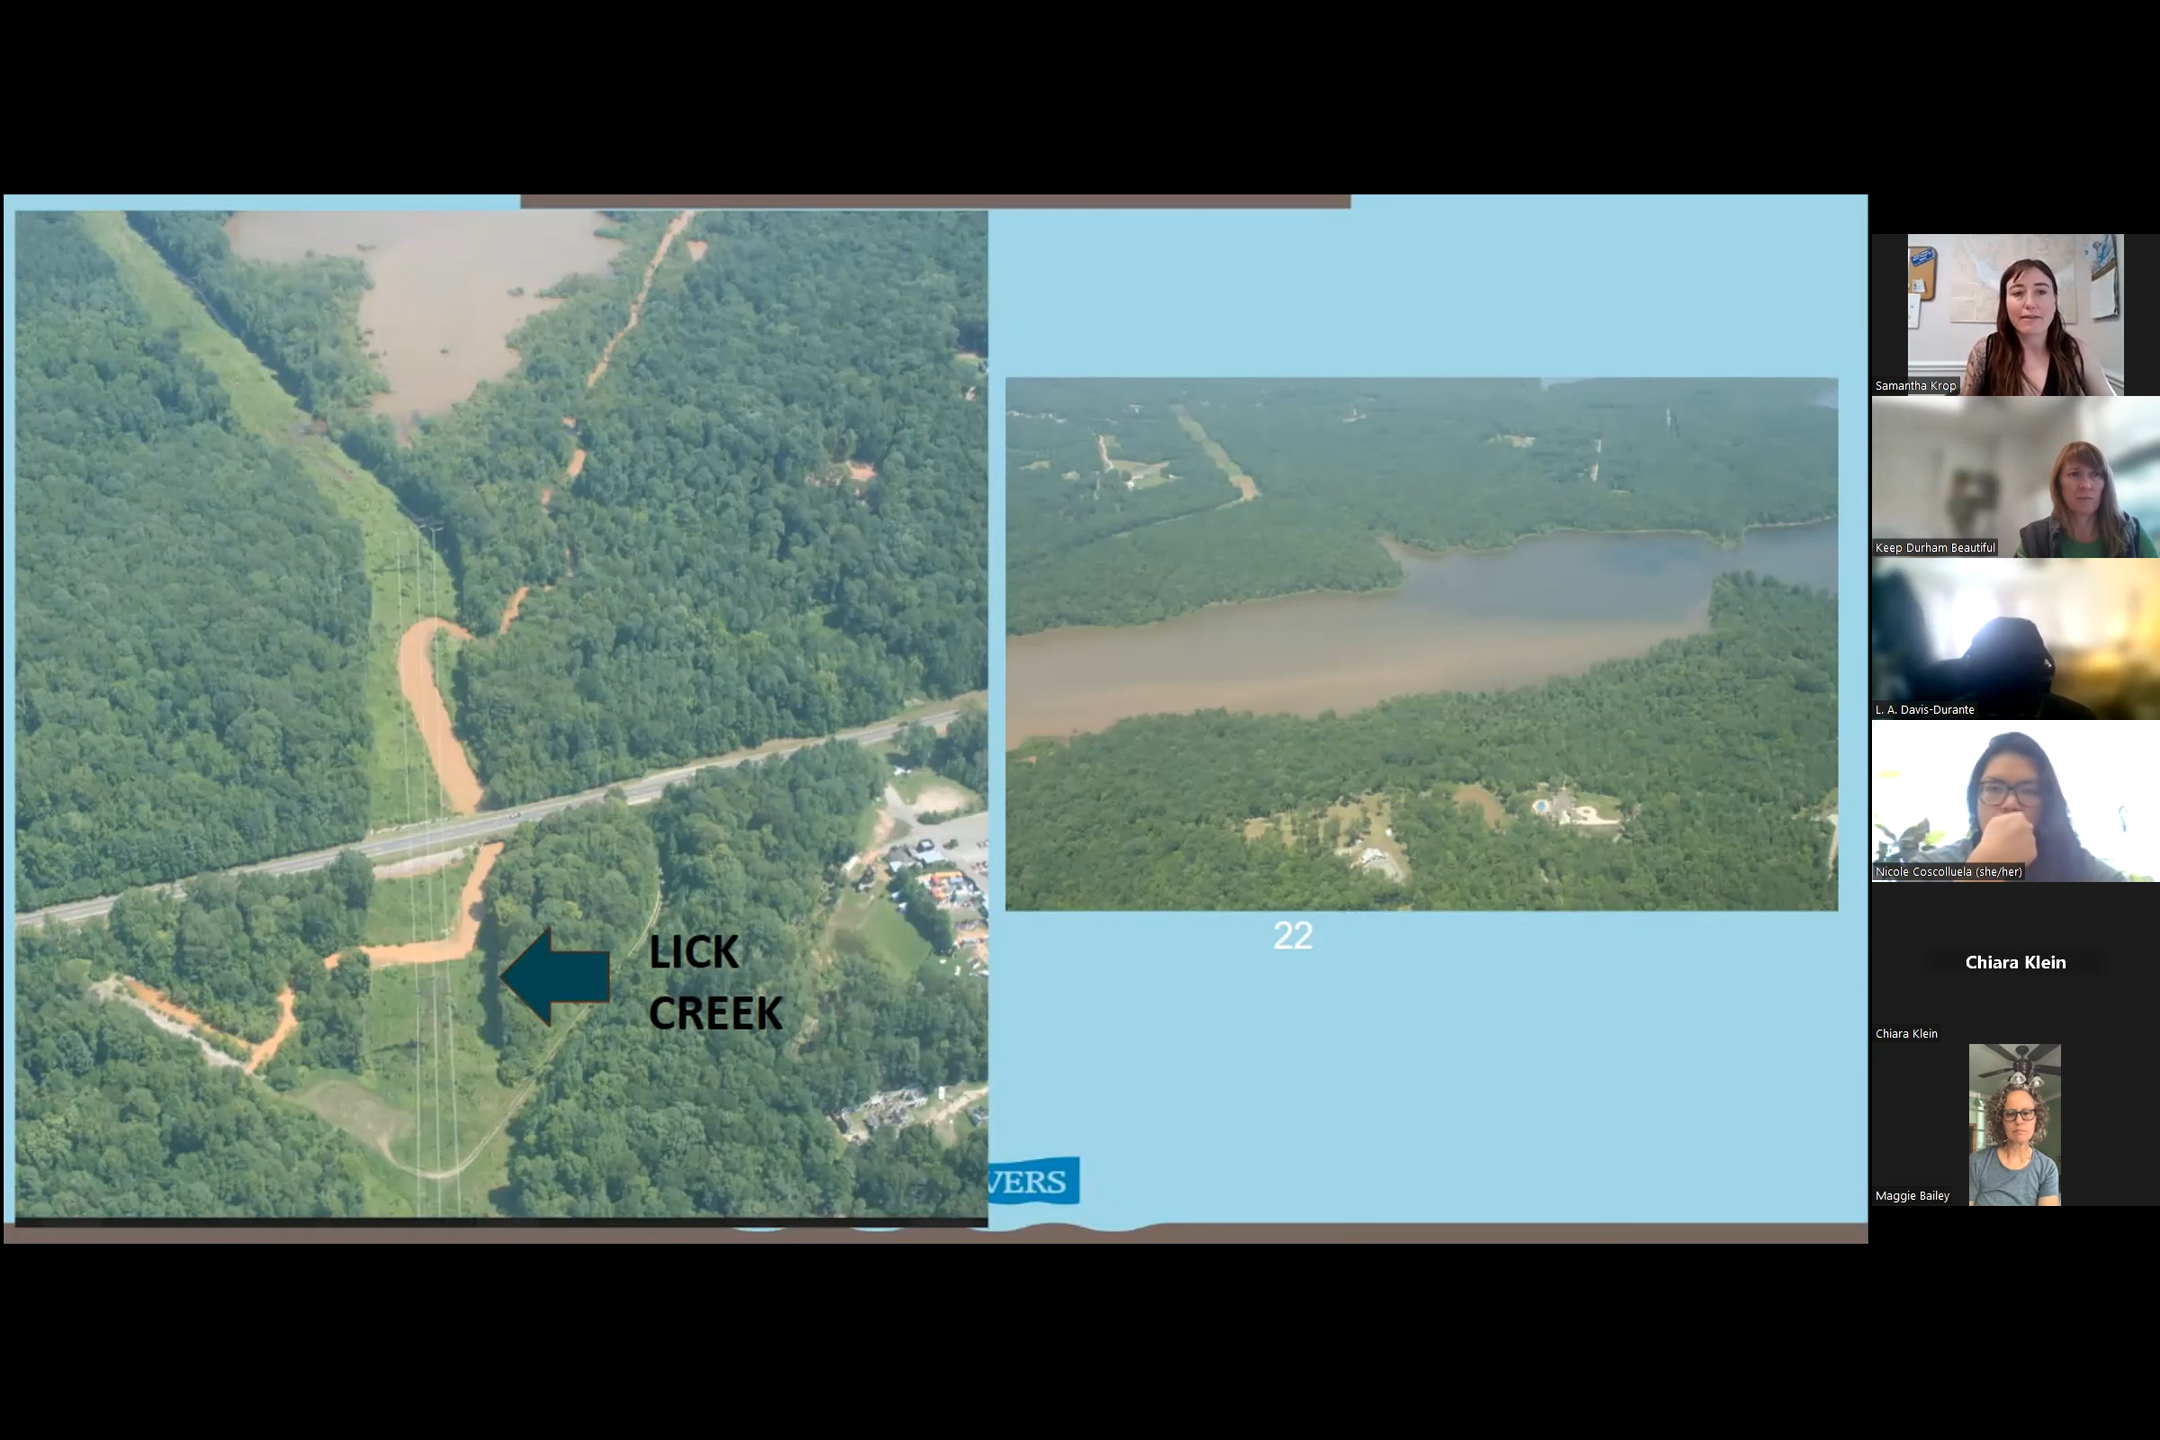 LICK
CREEK
22
VERS
Samantha Krop
Keep Durham Beautiful
L. A. Davis-Durante
Nicole Coscolluela (she/her)
Chiara Klein
Chiara Klein
Maggie Bailey